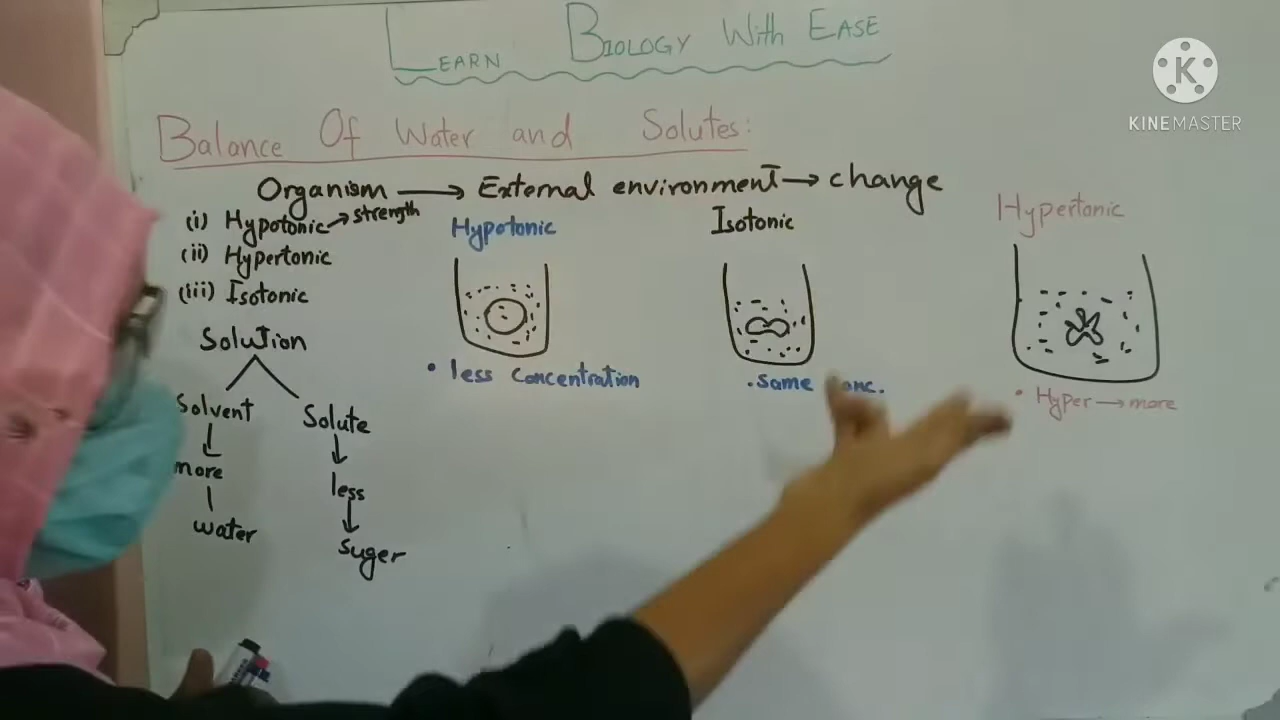 LEARN BIOLOGY WITH EASE
KINEMASTER
Balance Of Water and Solutes:
Organism → External environment → change
(i) Hypotonic → strength
(ii) Hypertonic
(iii) Isotonic
Solution
Solvent
more
water
Solute
less
suger
Hypotonic
• less concentration
Isotonic
. same conc.
Hypertonic
• Hyper → more